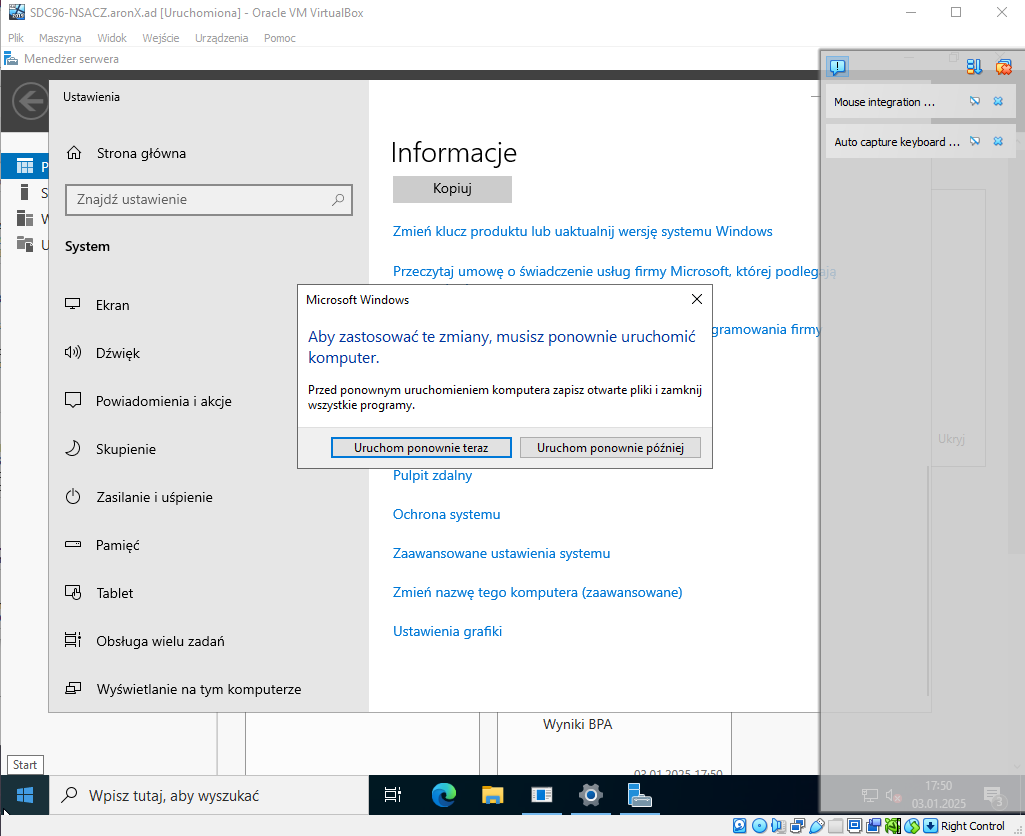 SDC96-NSACZ.aronX.ad [Uruchomiona] - Oracle VM VirtualBox
Plik Maszyna Widok Wejście Urządzenia Pomoc
Menedżer serwera
Ustawienia
Strona główna
Znajdź ustawienie
System
Ekran
Dźwięk
Powiadomienia i akcje
Skupienie
Zasilanie i uśpienie
Pamięć
Tablet
Obsługa wielu zadań
Wyświetlanie na tym komputerze
P
S
W
U
Informacje
Kopiuj
Zmień klucz produktu lub uaktualnij wersję systemu Windows
Przeczytaj umowę o świadczenie usług firmy Microsoft, której podlegają
gramowania firmy
Microsoft Windows
Aby zastosować te zmiany, musisz ponownie uruchomić
komputer.
Przed ponownym uruchomieniem komputera zapisz otwarte pliki i zamknij
wszystkie programy.
Uruchom ponownie teraz Uruchom ponownie później
Pulpit zdalny
Ochrona systemu
Zaawansowane ustawienia systemu
Zmień nazwę tego komputera (zaawansowane)
Ustawienia grafiki
Mouse integration ...
Auto capture keyboard ...
Ukryj
Wyniki BPA
03.01.2025 17:50
Start
Wpisz tutaj, aby wyszukać
17:50
03.01.2025
3
Right Control